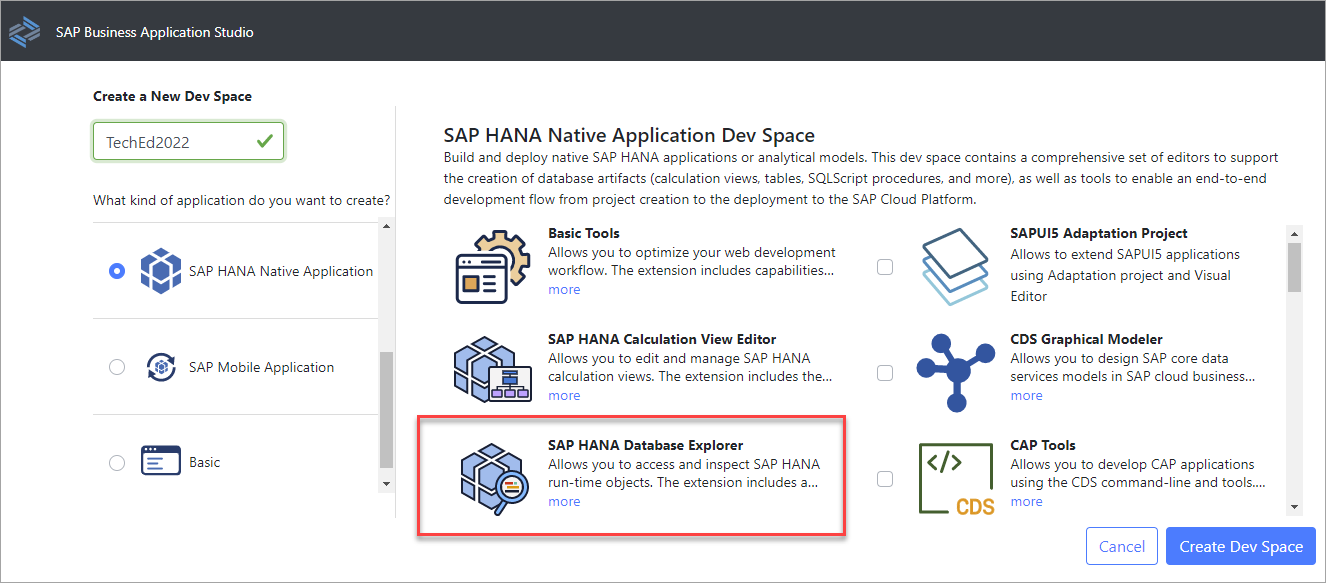 SAP Business Application Studio
Create a New Dev Space
TechEd2022
What kind of application do you want to create?
SAP HANA Native Application
SAP Mobile Application
Basic
SAP HANA Native Application Dev Space
Build and deploy native SAP HANA applications or analytical models. This dev space contains a comprehensive set of editors to support
the creation of database artifacts (calculation views, tables, SQLScript procedures, and more), as well as tools to enable an end-to-end
development flow from project creation to the deployment to the SAP Cloud Platform.
Basic Tools
Allows you to optimize your web development
workflow. The extension includes capabilities...
more
SAPUI5 Adaptation Project
Allows to extend SAPUI5 applications
using Adaptation project and Visual
Editor
SAP HANA Calculation View Editor
Allows you to edit and manage SAP HANA
calculation views. The extension includes the...
more
CDS Graphical Modeler
Allows you to design SAP core data
services models in SAP cloud business...
more
SAP HANA Database Explorer
Allows you to access and inspect SAP HANA
run-time objects. The extension includes a...
more
</>
CDS
CAP Tools
Allows you to develop CAP applications
using the CDS command-line and tools....
more
Cancel
Create Dev Space